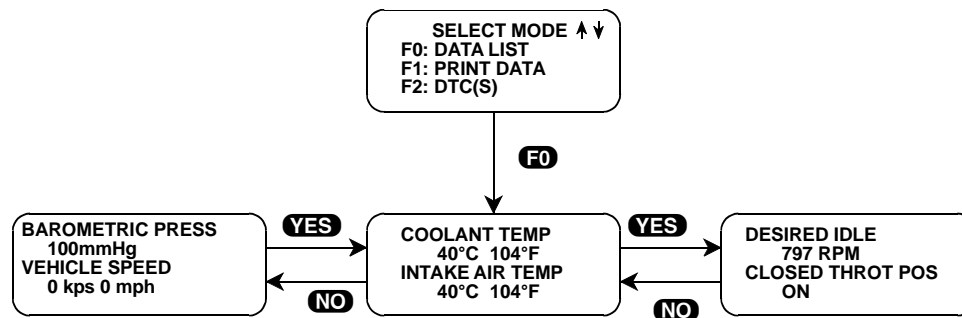 SELECT MODE
F0: DATA LIST
F1: PRINT DATA
F2: DTC(S)
F0
BAROMETRIC PRESS
100mmHg
VEHICLE SPEED
0 kps 0 mph
YES
NO
COOLANT TEMP
40°C 104°F
INTAKE AIR TEMP
40°C 104°F
YES
NO
DESIRED IDLE
797 RPM
CLOSED THROT POS
ON